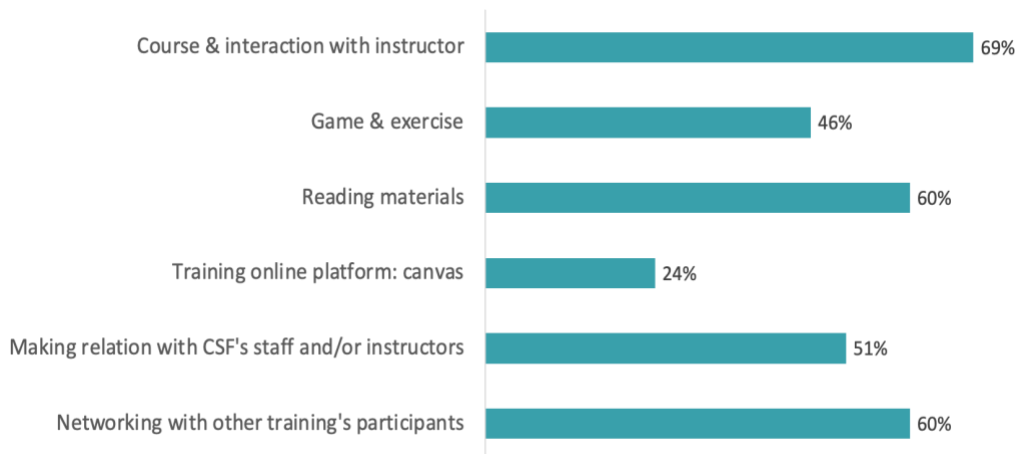 Course & interaction with instructor 69%
Game & exercise 46%
Reading materials 60%
Training online platform: canvas 24%
Making relation with CSF's staff and/or instructors 51%
Networking with other training's participants 60%